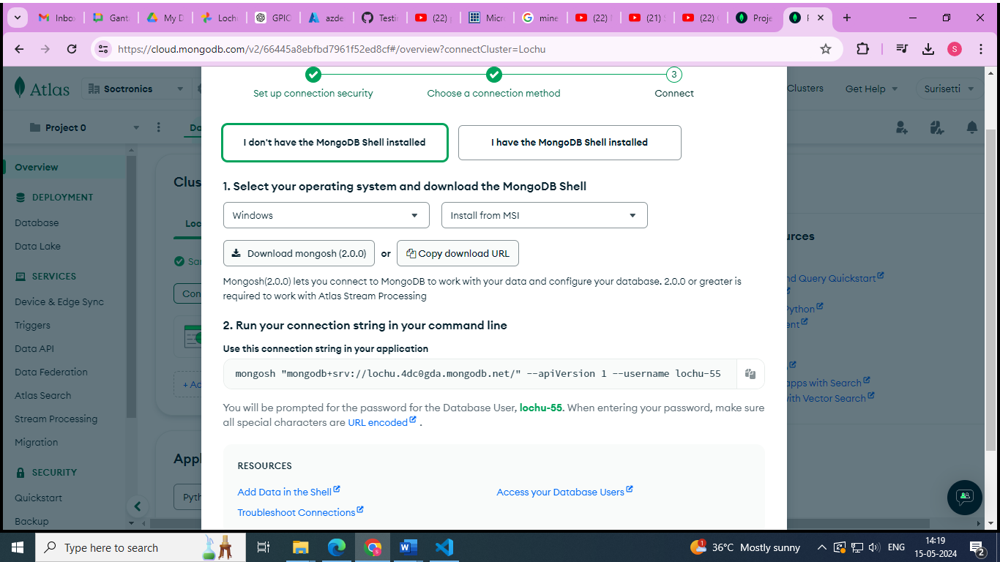 Inbo
Gant
My D
Loch
GPIO
azde
Testin
(22) 
Micr
mine
(22)
(21)
(22)
Proje
https://cloud.mongodb.com/v2/66445a8ebfbd7961f52ed8cf#/overview?connectCluster=Lochu
S
Atlas
Soctronics
Clusters
Get Help
Surisetti
3
Set up connection security
Choose a connection method
Connect
Project 0
Da
I don't have the MongoDB Shell installed
I have the MongoDB Shell installed
Overview
DEPLOYMENT
Database
Data Lake
SERVICES
Device & Edge Sync
Triggers
Data API
Data Federation
Atlas Search
Stream Processing
Migration
SECURITY
Quickstart
Backup
Clus
Loc
Sar
Con
+ Ad
Appl
Pyth
1. Select your operating system and download the MongoDB Shell
Windows
Install from MSI
Download mongosh (2.0.0)
or
Copy download URL
Mongosh(2.0.0) lets you connect to MongoDB to work with your data and configure your database. 2.0.0 or greater is
required to work with Atlas Stream Processing
2. Run your connection string in your command line
Use this connection string in your application
mongosh "mongodb+srv://lochu.4dc0gda.mongodb.net/" --apiVersion 1 --username lochu-55
You will be prompted for the password for the Database User, lochu-55. When entering your password, make sure
all special characters are URL encoded .
RESOURCES
Add Data in the Shell
Access your Database Users
Troubleshoot Connections
urces
nd Query Quickstart
Python
ent
apps with Search
with Vector Search
Type here to search
1
36°C Mostly sunny
ENG
14:19
15-05-2024
2